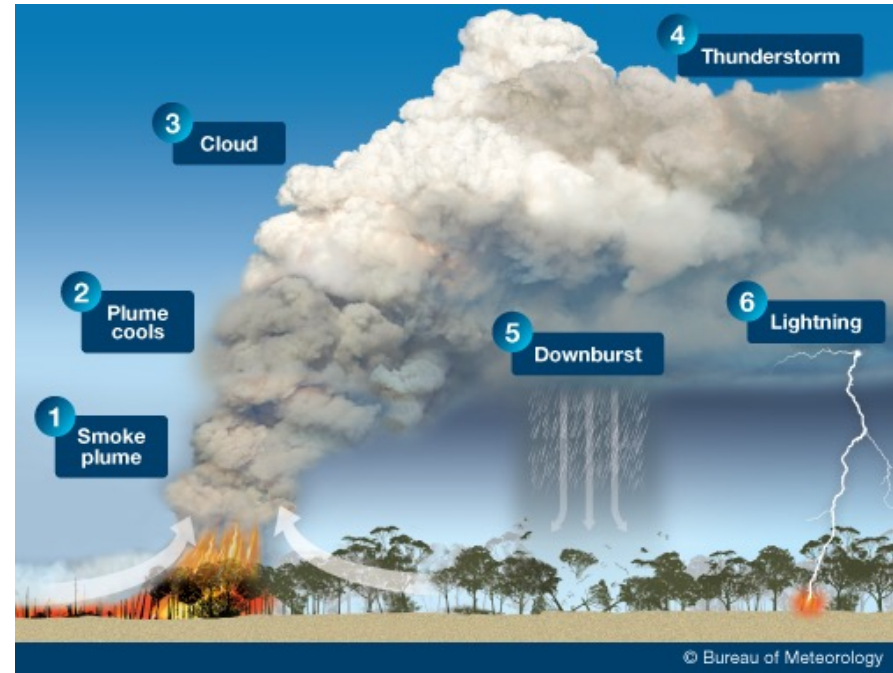 1
Smoke
plume
2
Plume
cools
3
Cloud
4
Thunderstorm
5
Downburst
6
Lightning
© Bureau of Meteorology